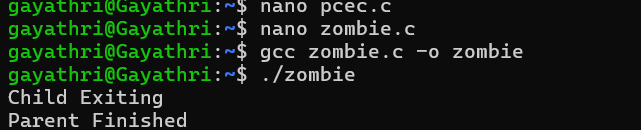 gayathri@Gayathri:~$ nano pcec.c
gayathri@Gayathri:~$ nano zombie.c
gayathri@Gayathri:~$ gcc zombie.c -o zombie
gayathri@Gayathri:~$ ./zombie
Child Exiting
Parent Finished